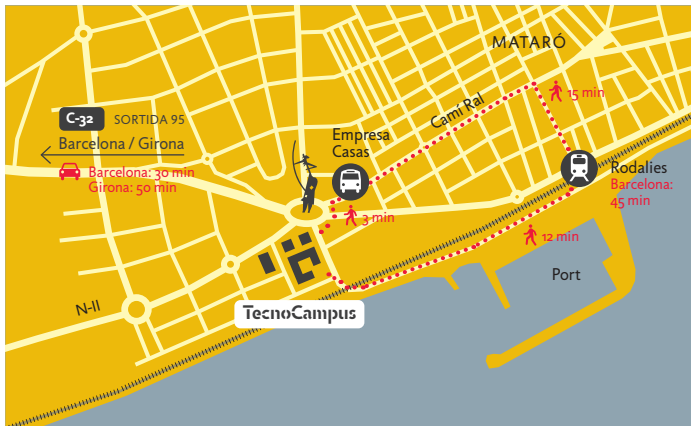 MATARÓ
15 min
Camí Ral
C-32 SORTIDA 95
Barcelona / Girona
Barcelona: 30 min
Girona: 50 min
Empresa
Casas
Rodalies
Barcelona:
45 min
3 min
12 min
Port
N-II
TecnoCampus